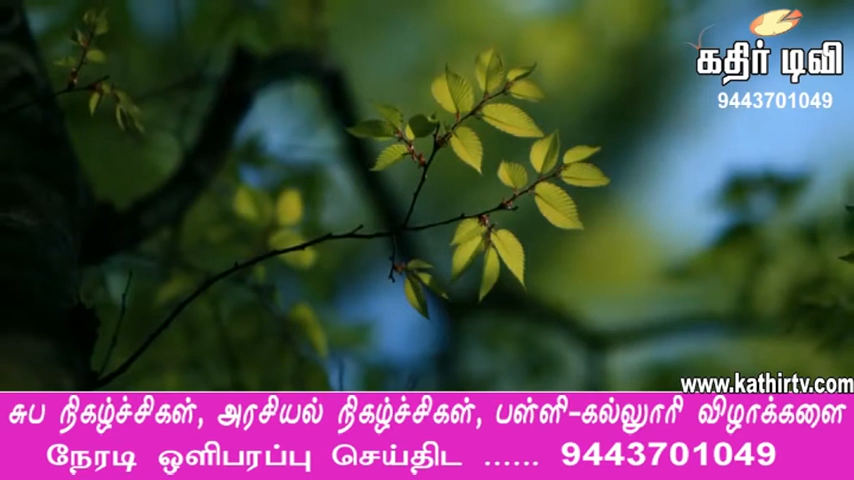 கதிர் டிவி
9443701049
www.kathirtv.com
சுப நிகழ்ச்சிகள், அரசியல் நிகழ்ச்சிகள், பள்ளி-கல்லூரி விழாக்களை
நேரடி ஒளிபரப்பு செய்திட ...... 9443701049